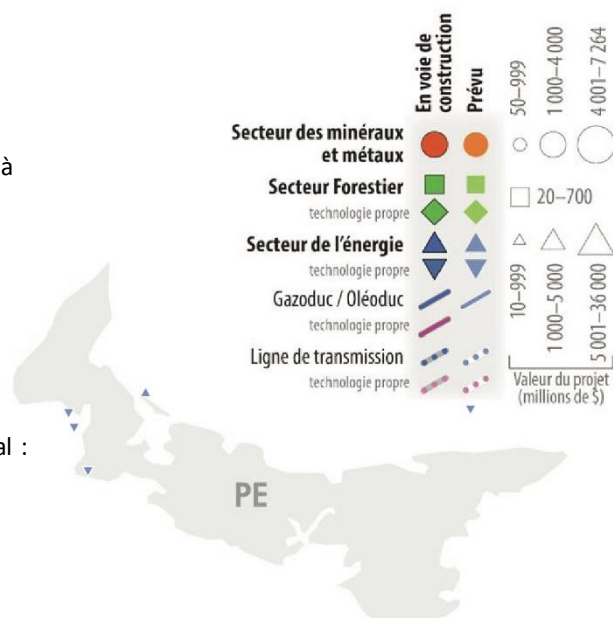 En voie de
construction
Prévu
50–999
1 000–4 000
4 001–7 264
Secteur des minéraux
et métaux
à
Secteur Forestier
20–700
technologie propre
Secteur de l'énergie
technologie propre
10–999
1 000–5 000
5 001–36 000
Gazoduc / Oléoduc
technologie propre
Ligne de transmission
technologie propre
Valeur du projet
(millions de $)
al :
PE